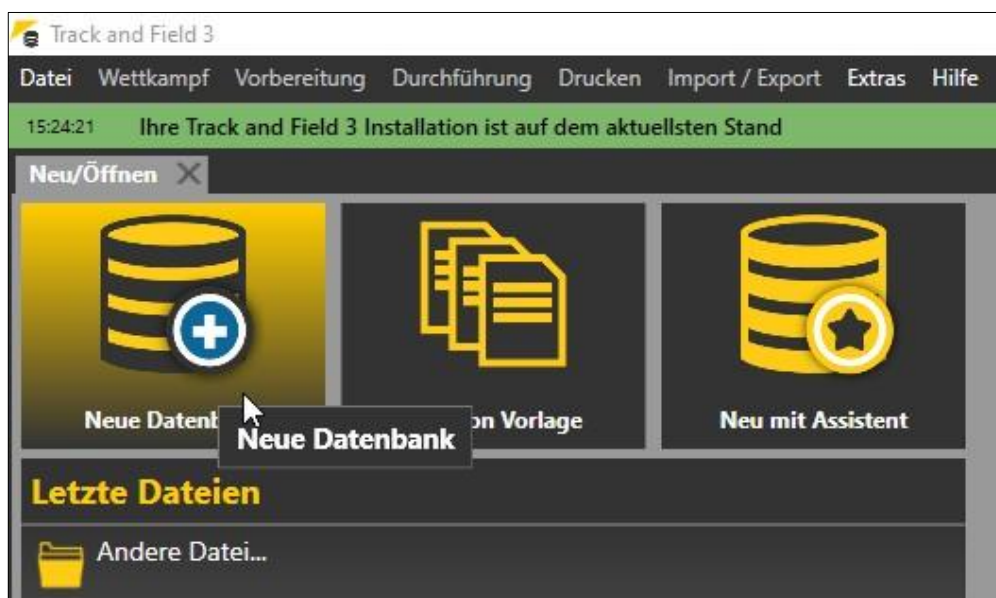 Track and Field 3
Datei Wettkampf Vorbereitung Durchführung Drucken Import / Export Extras Hilfe
15:24:21 Ihre Track and Field 3 Installation ist auf dem aktuellsten Stand
Neu/Öffnen
Neue Datenb on Vorlage Neu mit Assistent
Neue Datenbank
Letzte Dateien
Andere Datei...